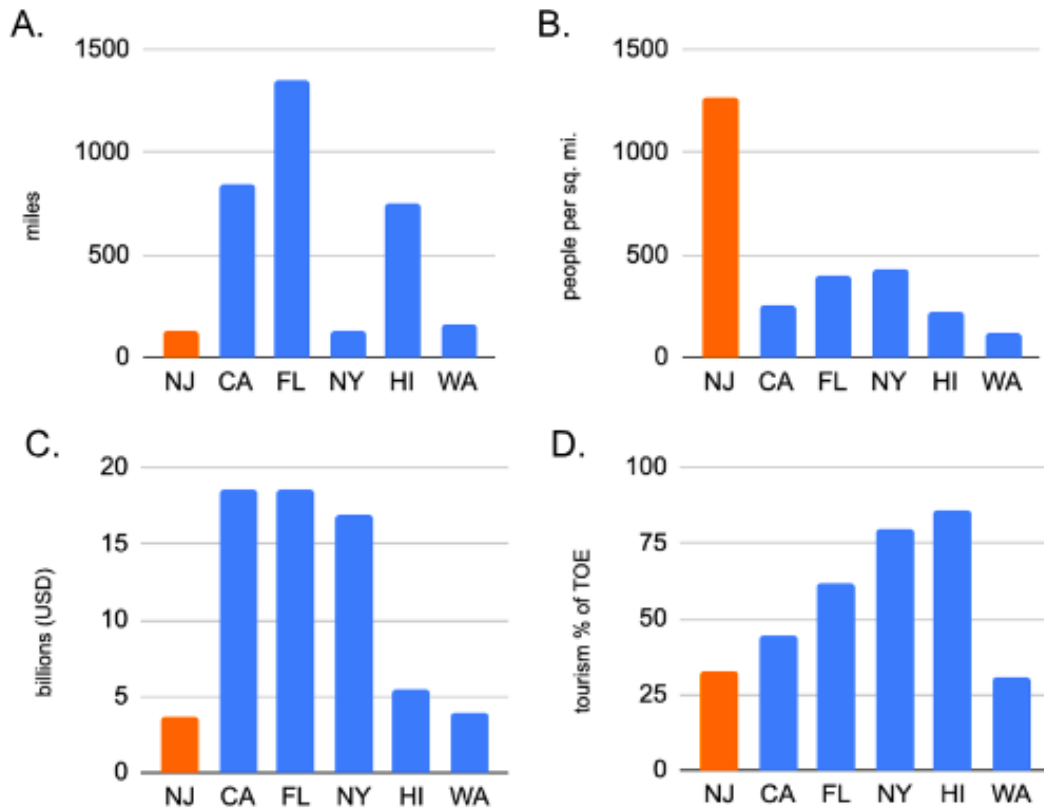 A.
miles
1500
1000
500
0
NJ CA FL NY HI WA
B.
people per sq. mi.
1500
1000
500
0
NJ CA FL NY HI WA
C.
billions (USD)
20
15
10
5
0
NJ CA FL NY HI WA
D.
tourism % of TOE
100
75
50
25
0
NJ CA FL NY HI WA